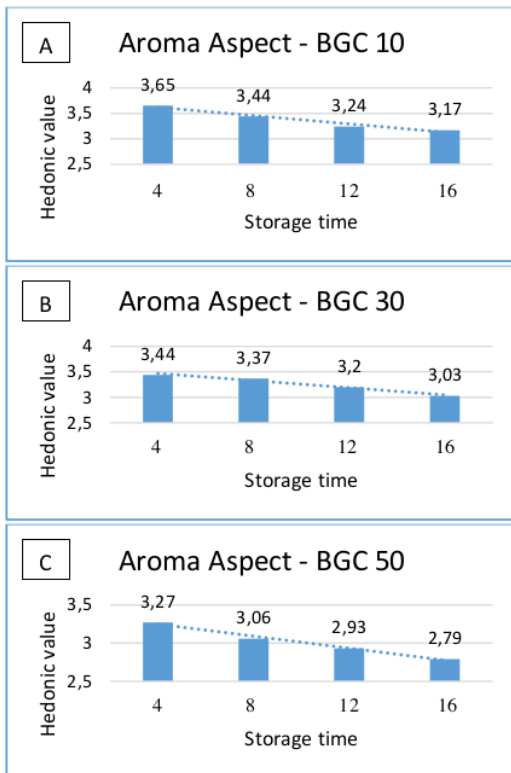 A
Aroma Aspect - BGC 10
Hedonic value
4
3,5
3
2,5
3,65
3,44
3,24
3,17
4 8 12 16
Storage time
B
Aroma Aspect - BGC 30
Hedonic value
4
3,5
3
2,5
3,44
3,37
3,2
3,03
4 8 12 16
Storage time
C
Aroma Aspect - BGC 50
Hedonic value
3,5
3
2,5
3,27
3,06
2,93
2,79
4 8 12 16
Storage time